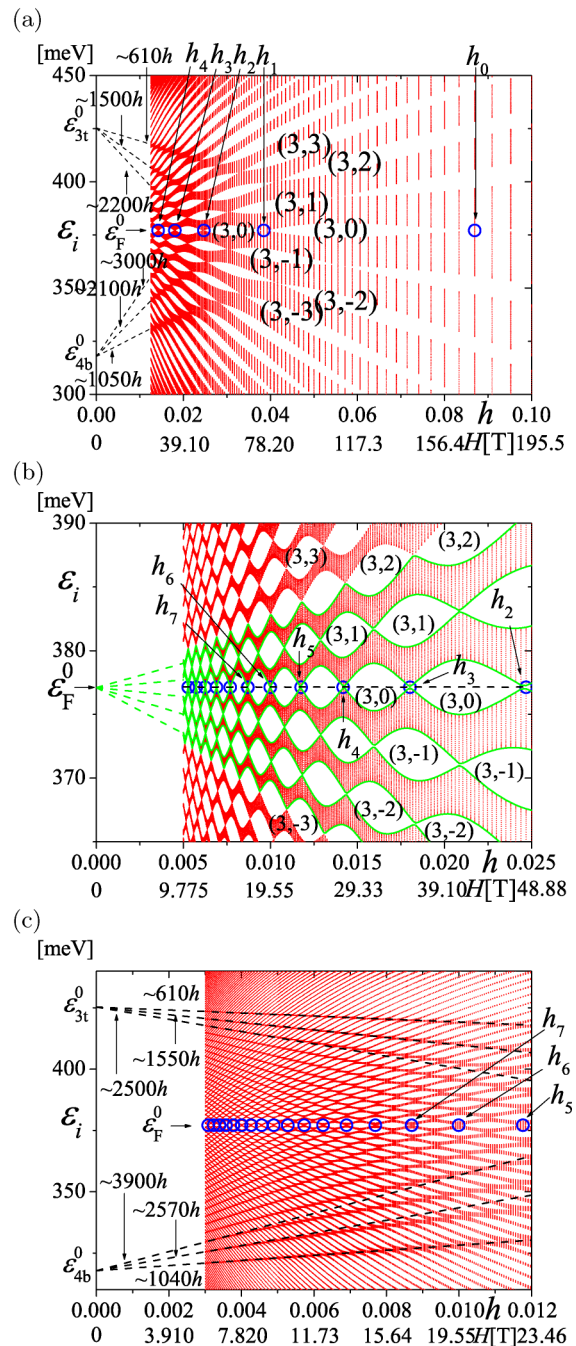 (a)
[meV]
~610h
h₄ h₃ h₂ h₁
h₀
450
~1500h
ε⁰3t
(3,3)
(3,2)
400
~2200h
(3,1)
εᵢ
ε⁰F
(3,0)
(3,0)
~3000h
(3,-1)
350
~2100h
(3,-2)
(3,-3)
ε⁰4b
~1050h
300
0.00 0.02 0.04 0.06 0.08 h 0.10
0 39.10 78.20 117.3 156.4 H[T] 195.5
(b)
[meV]
390
(3,3)
(3,2)
(3,2)
εᵢ
h₆
h₇
380
(3,1)
(3,1)
h₅
h₂
ε⁰F
(3,0)
h₃
(3,0)
h₄
(3,-1)
(3,-1)
370
(3,-2)
(3,-3)
(3,-2)
0.000 0.005 0.010 0.015 0.020 h 0.025
0 9.775 19.55 29.33 39.10 H[T] 48.88
(c)
[meV]
~610h
ε⁰3t
h₇
~1550h
400
h₆
~2500h
h₅
εᵢ
ε⁰F
~3900h
350
~2570h
ε⁰4b
~1040h
0.000 0.002 0.004 0.006 0.008 0.010 h 0.012
0 3.910 7.820 11.73 15.64 19.55 H[T] 23.46